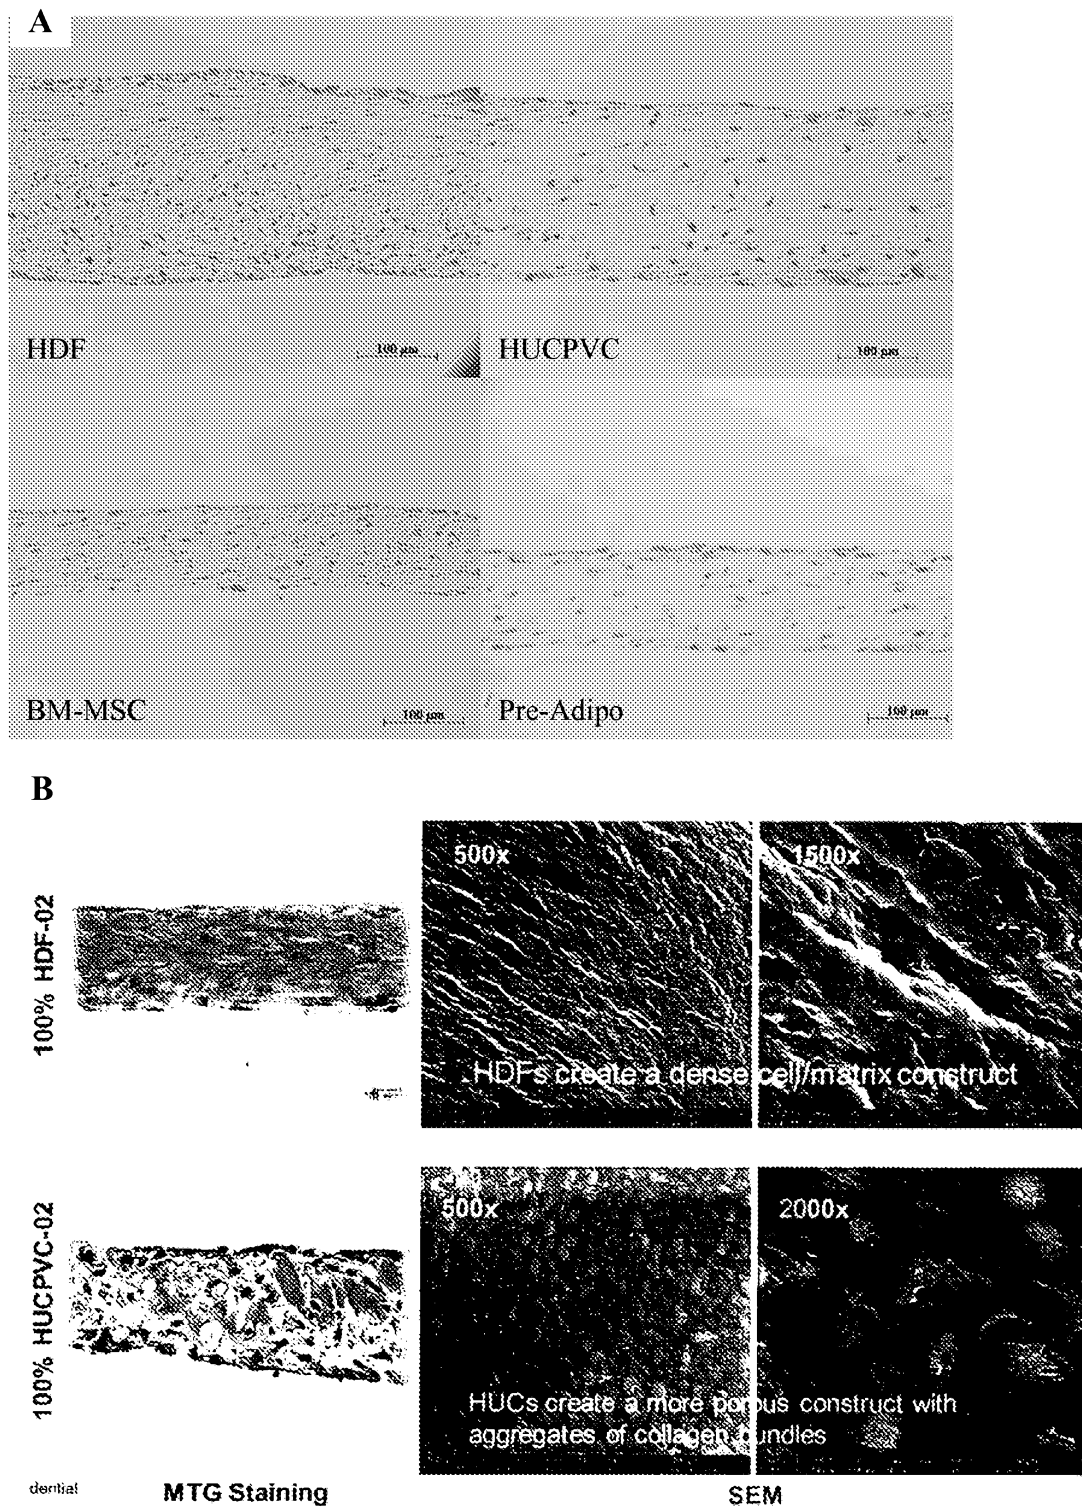 A
HDF
100 µm
HUCPVC
100 µm
BM-MSC
100 µm
Pre-Adipo
100 µm
B
100% HDF-02
500x
1500x
HDFs create a dense cell/matrix construct
100% HUCPVC-02
500x
2000x
HUCs create a more porous construct with
aggregates of collagen bundles
dential
MTG Staining
SEM